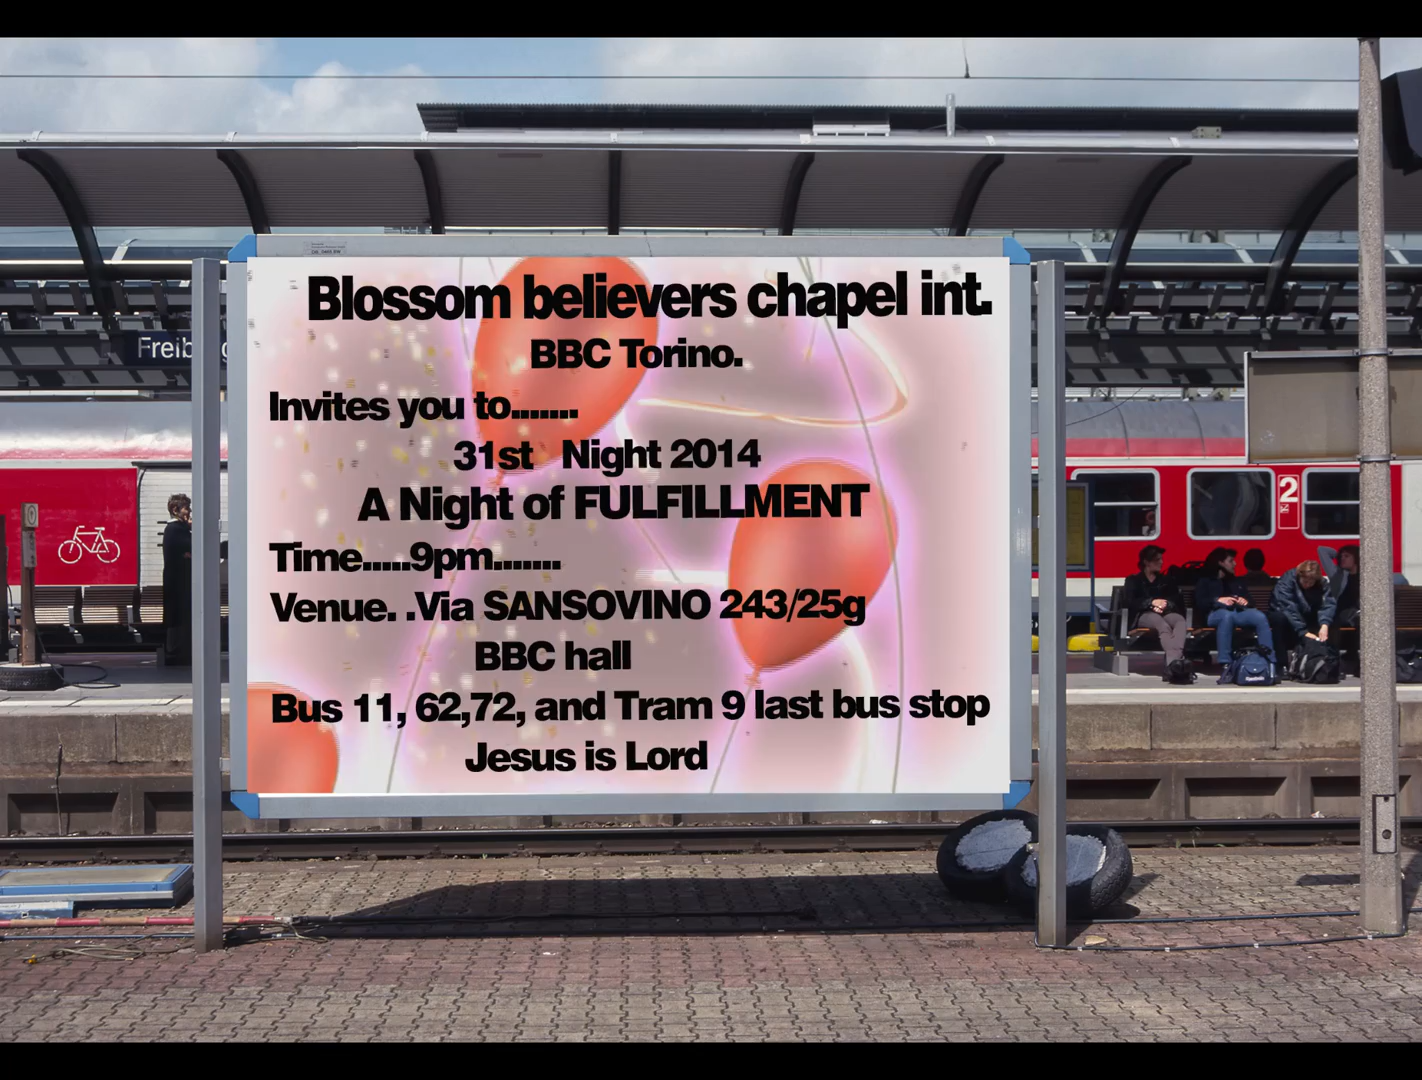 Blossom believers chapel int.
BBC Torino.
Invites you to.......
31st Night 2014
A Night of FULFILLMENT
Time.....9pm.......
Venue. .Via SANSOVINO 243/25g
BBC hall
Bus 11, 62,72, and Tram 9 last bus stop
Jesus is Lord
Freib
2